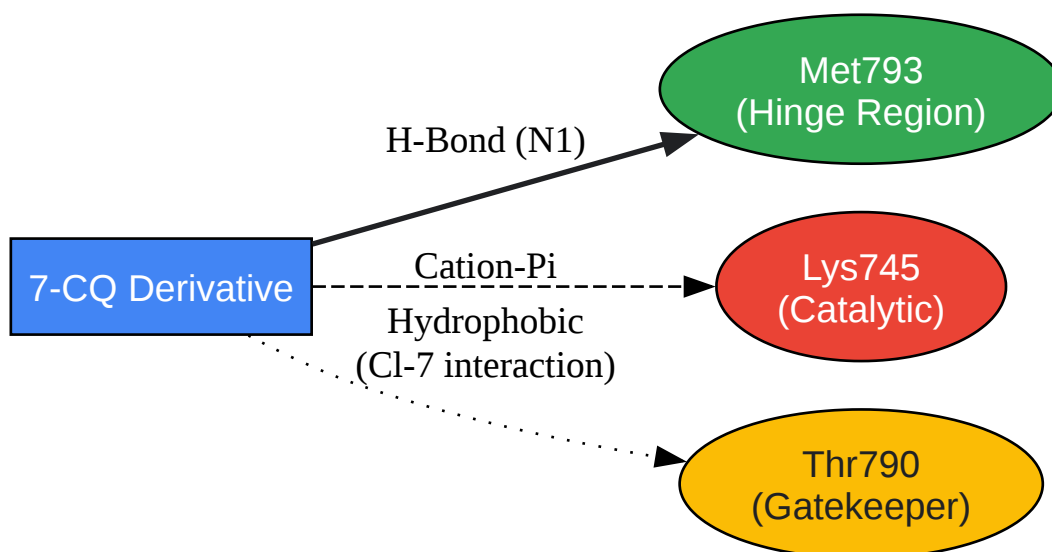 Met793
(Hinge Region)
H-Bond (N1)
7-CQ Derivative
Cation-Pi
Lys745
(Catalytic)
Hydrophobic
(Cl-7 interaction)
Thr790
(Gatekeeper)